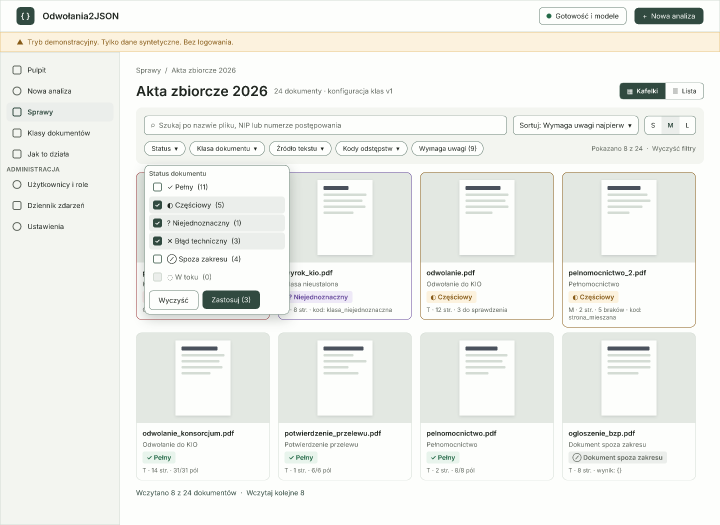 { } Odwołania2JSON
Gotowość i modele
+ Nowa analiza
▲ Tryb demonstracyjny. Tylko dane syntetyczne. Bez logowania.
Pulpit
Nowa analiza
Sprawy
Klasy dokumentów
Jak to działa
ADMINISTRACJA
Użytkownicy i role
Dziennik zdarzeń
Ustawienia
Sprawy / Akta zbiorcze 2026
Akta zbiorcze 2026 24 dokumenty · konfiguracja klas v1
Kafelki Lista
Szukaj po nazwie pliku, NIP lub numerze postępowania
Sortuj: Wymaga uwagi najpierw ▾
S M L
Status ▾ Klasa dokumentu ▾ Źródło tekstu ▾ Kody odstępstw ▾ Wymaga uwagi (9)
Pokazano 8 z 24 · Wyczyść filtry
Status dokumentu
✓ Pełny (11)
◐ Częściowy (5)
? Niejednoznaczny (1)
✕ Błąd techniczny (3)
Spoza zakresu (4)
W toku (0)
Wyczyść Zastosuj (3)
yrok_kio.pdf
lasa nieustalona
? Niejednoznaczny
8 str. · kod: klasa_niejednoznaczna
odwolanie.pdf
Odwołanie do KIO
◐ Częściowy
T · 12 str. · 3 do sprawdzenia
pelnomocnictwo_2.pdf
Pełnomocnictwo
◐ Częściowy
M · 2 str. · 5 braków · kod:
strona_mieszana
odwolanie_konsorcjum.pdf
Odwołanie do KIO
✓ Pełny
T · 14 str. · 31/31 pól
potwierdzenie_przelewu.pdf
Potwierdzenie przelewu
✓ Pełny
T · 1 str. · 6/6 pól
pelnomocnictwo.pdf
Pełnomocnictwo
✓ Pełny
T · 2 str. · 8/8 pól
ogloszenie_bzp.pdf
Dokument spoza zakresu
Dokument spoza zakresu
T · 8 str. · wynik: {}
Wczytano 8 z 24 dokumentów · Wczytaj kolejne 8